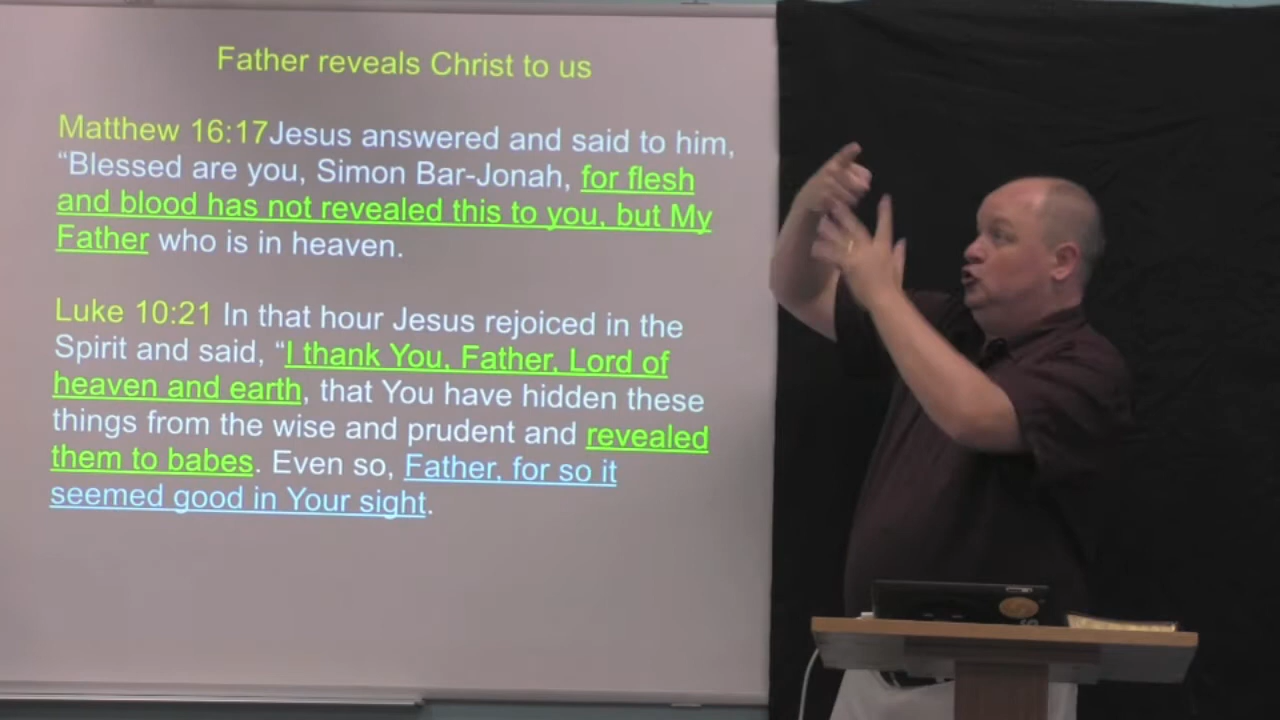 Father reveals Christ to us
Matthew 16:17Jesus answered and said to him,
“Blessed are you, Simon Bar-Jonah, for flesh
and blood has not revealed this to you, but My
Father who is in heaven.
Luke 10:21 In that hour Jesus rejoiced in the
Spirit and said, “I thank You, Father, Lord of
heaven and earth, that You have hidden these
things from the wise and prudent and revealed
them to babes. Even so, Father, for so it
seemed good in Your sight.